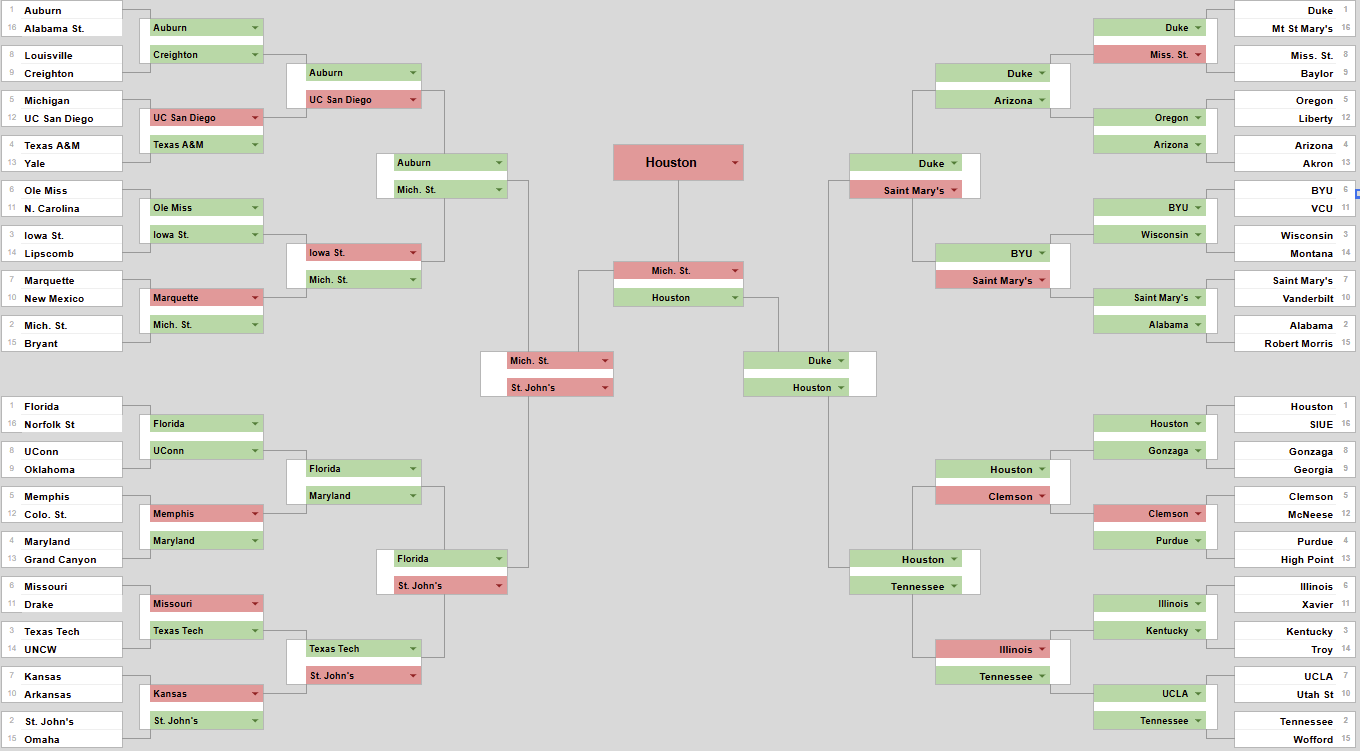 1 Auburn
16 Alabama St.
8 Louisville
9 Creighton
5 Michigan
12 UC San Diego
4 Texas A&M
13 Yale
6 Ole Miss
11 N. Carolina
3 Iowa St.
14 Lipscomb
7 Marquette
10 New Mexico
2 Mich. St.
15 Bryant
1 Florida
16 Norfolk St
8 UConn
9 Oklahoma
5 Memphis
12 Colo. St.
4 Maryland
13 Grand Canyon
6 Missouri
11 Drake
3 Texas Tech
14 UNCW
7 Kansas
10 Arkansas
2 St. John's
15 Omaha
Auburn
Creighton
UC San Diego
Texas A&M
Ole Miss
Iowa St.
Marquette
Mich. St.
Florida
UConn
Memphis
Maryland
Missouri
Texas Tech
Kansas
St. John's
Auburn
UC San Diego
Iowa St.
Mich. St.
Florida
Maryland
Texas Tech
St. John's
Auburn
Mich. St.
Florida
St. John's
Mich. St.
St. John's
Houston
Mich. St.
Houston
Duke
Houston
Duke
Saint Mary's
Houston
Tennessee
Duke
Arizona
BYU
Saint Mary's
Houston
Clemson
Illinois
Tennessee
Duke
Miss. St.
Oregon
Arizona
BYU
Wisconsin
Saint Mary's
Alabama
Houston
Gonzaga
Clemson
Purdue
Illinois
Kentucky
UCLA
Tennessee
Duke 1
Mt St Mary's 16
Miss. St. 8
Baylor 9
Oregon 5
Liberty 12
Arizona 4
Akron 13
BYU 6
VCU 11
Wisconsin 3
Montana 14
Saint Mary's 7
Vanderbilt 10
Alabama 2
Robert Morris 15
Houston 1
SIUE 16
Gonzaga 8
Georgia 9
Clemson 5
McNeese 12
Purdue 4
High Point 13
Illinois 6
Xavier 11
Kentucky 3
Troy 14
UCLA 7
Utah St 10
Tennessee 2
Wofford 15